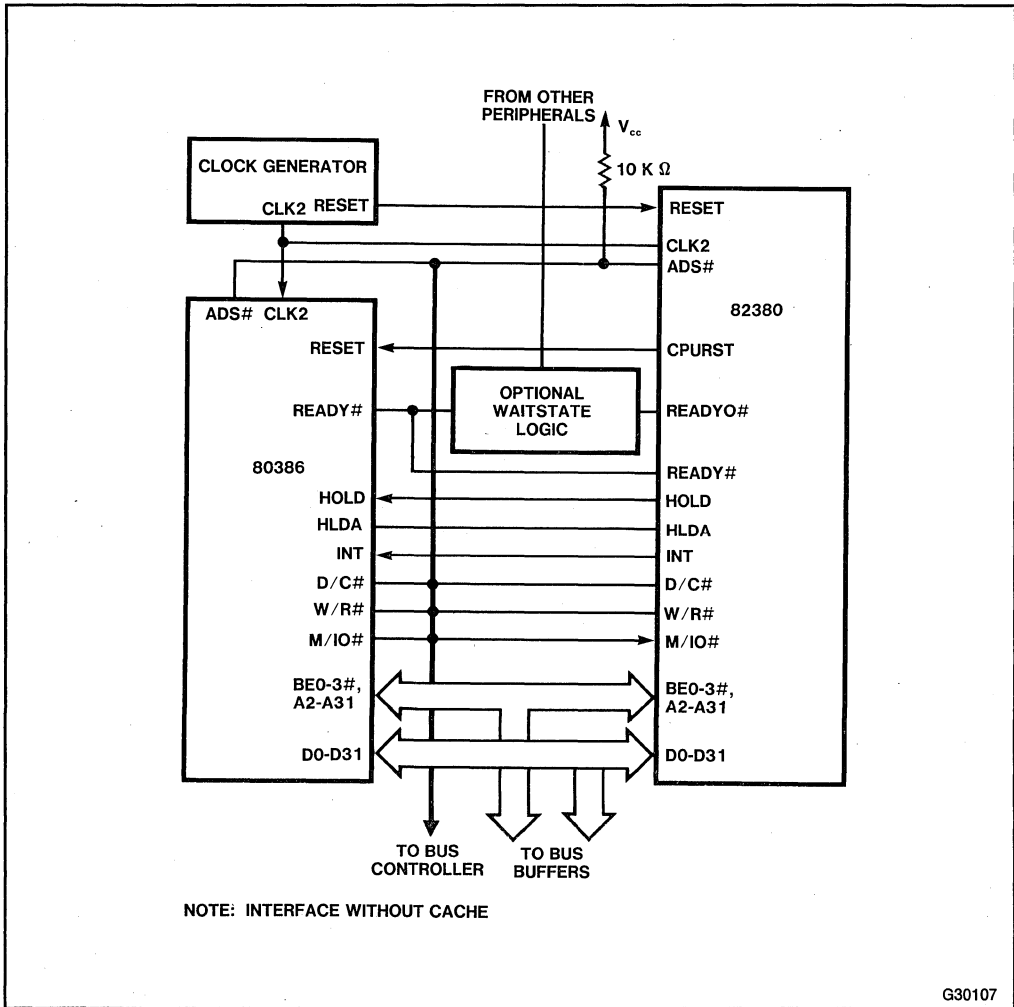 FROM OTHER
PERIPHERALS
Vcc
10 K Ω
CLOCK GENERATOR
CLK2 RESET
RESET
CLK2
ADS#
82380
ADS# CLK2
RESET
CPURST
OPTIONAL
WAITSTATE
LOGIC
READY#
READYO#
80386
READY#
HOLD
HOLD
HLDA
HLDA
INT
INT
D/C#
D/C#
W/R#
W/R#
M/IO#
M/IO#
BE0-3#,
A2-A31
BE0-3#,
A2-A31
D0-D31
D0-D31
TO BUS
CONTROLLER
TO BUS
BUFFERS
NOTE: INTERFACE WITHOUT CACHE
G30107